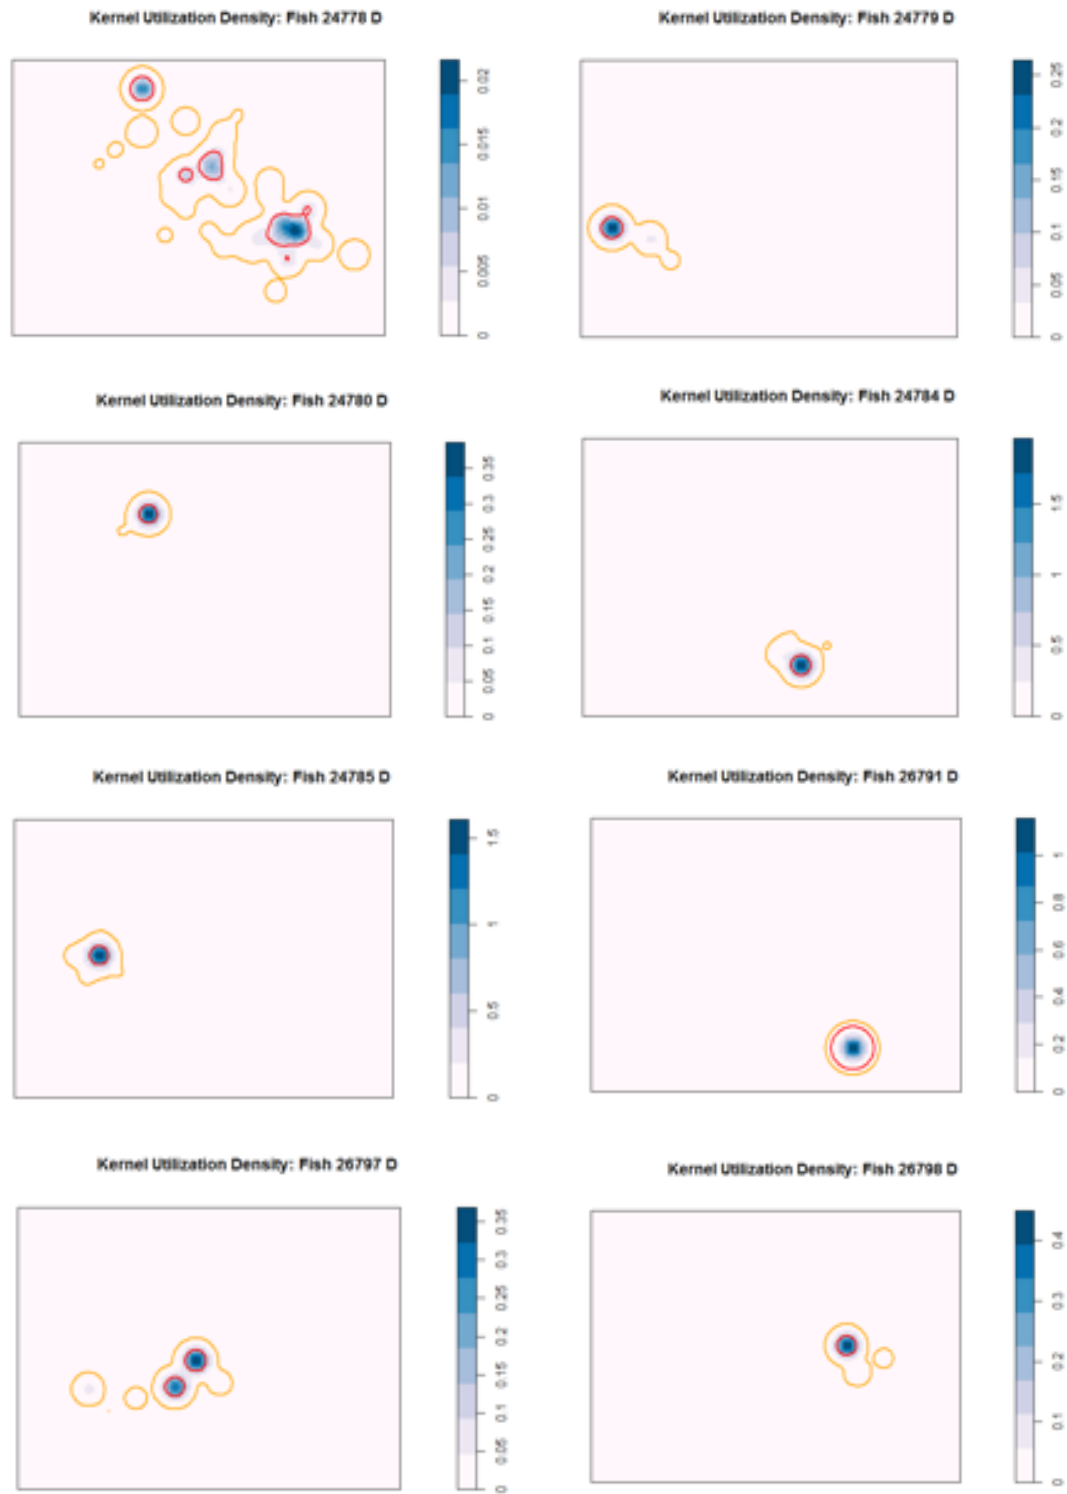 Kernel Utilization Density: Fish 24778 D
0 0.005 0.01 0.015 0.02
Kernel Utilization Density: Fish 24779 D
0 0.05 0.1 0.15 0.2 0.25
Kernel Utilization Density: Fish 24780 D
0 0.05 0.1 0.15 0.2 0.25 0.3 0.35
Kernel Utilization Density: Fish 24784 D
0 0.5 1 1.5
Kernel Utilization Density: Fish 24785 D
0 0.5 1 1.5
Kernel Utilization Density: Fish 26791 D
0 0.2 0.4 0.6 0.8 1
Kernel Utilization Density: Fish 26797 D
0 0.05 0.1 0.15 0.2 0.25 0.3 0.35
Kernel Utilization Density: Fish 26798 D
0 0.1 0.2 0.3 0.4